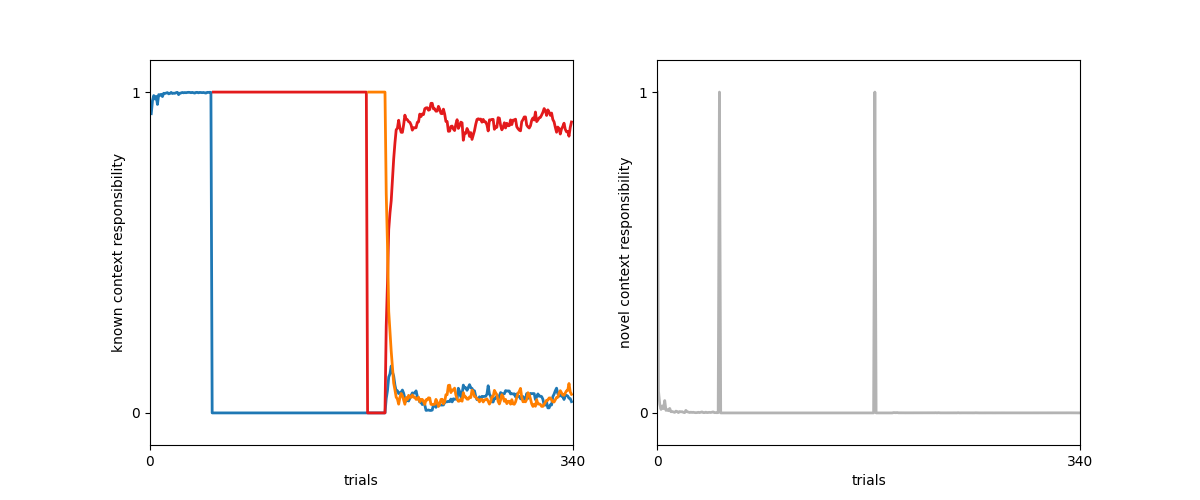 known context responsibility
1
0
0
340
trials
novel context responsibility
1
0
0
340
trials